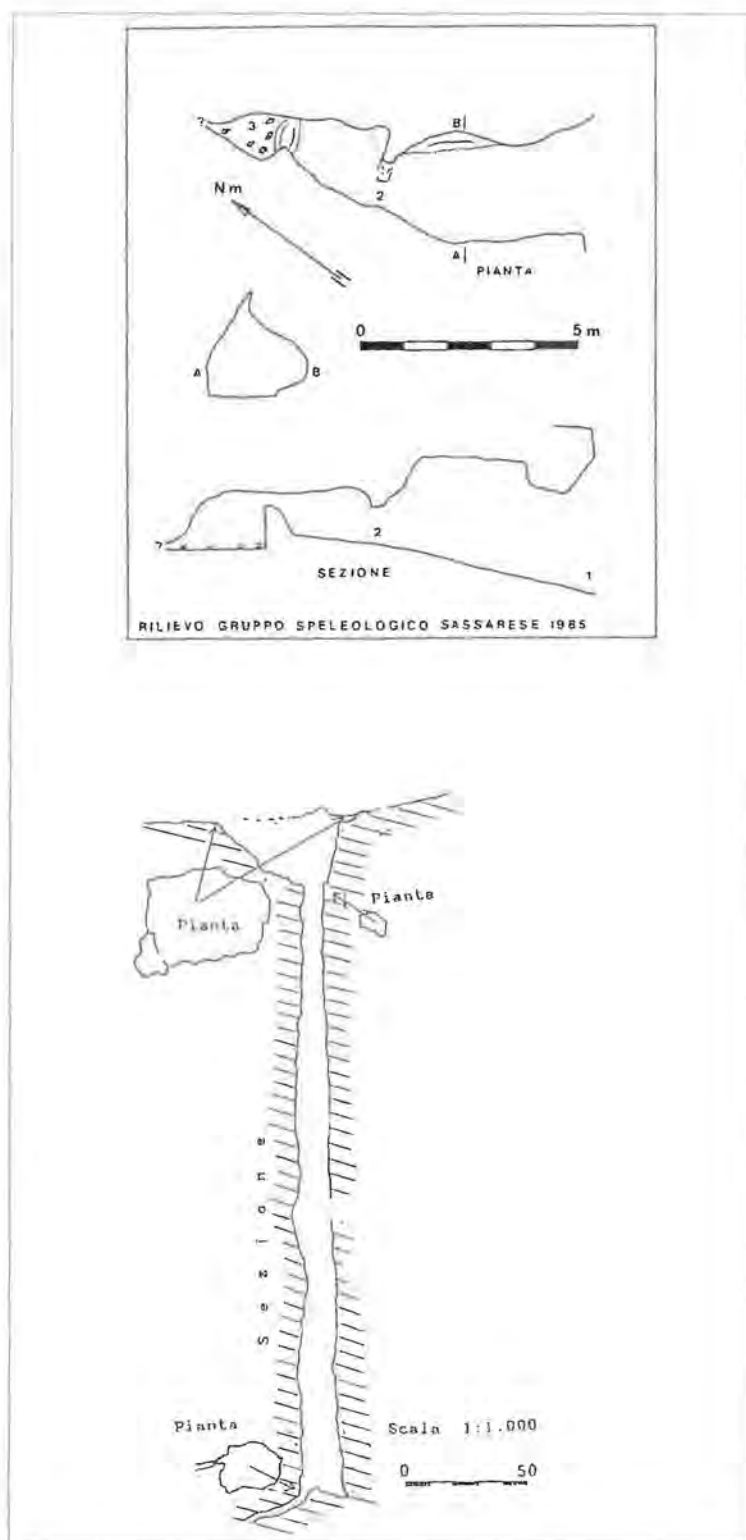 B
?
3
N m
2
A
PIANTA
0 5 m
A B
?
2
1
SEZIONE
RILIEVO GRUPPO SPELEOLOGICO SASSARESE 1985
Pianta
Pianta
Sezione
Pianta
Scala 1:1.000
0 50